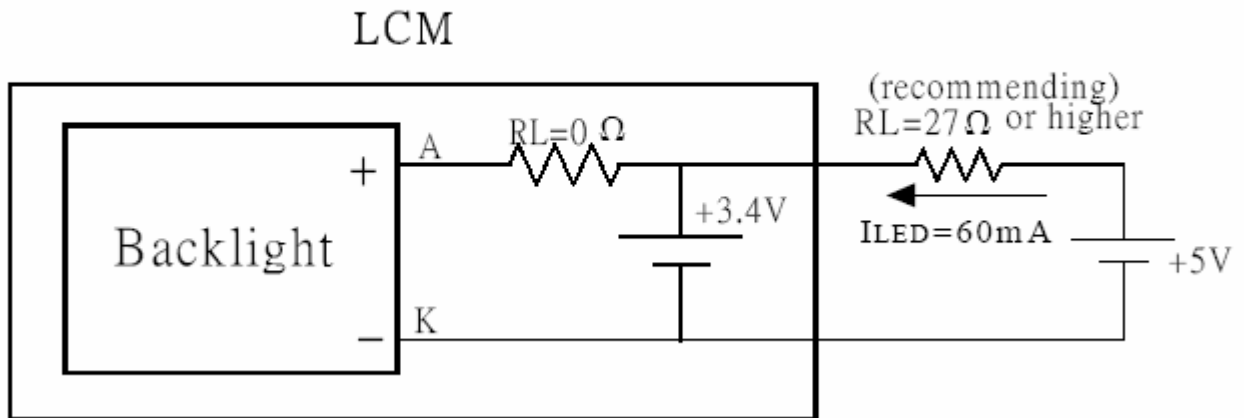 LCM
(recommending)
RL=27Ω or higher
A
RL=0 Ω
+
+3.4V
ILED=60mA
Backlight
+5V
K
−